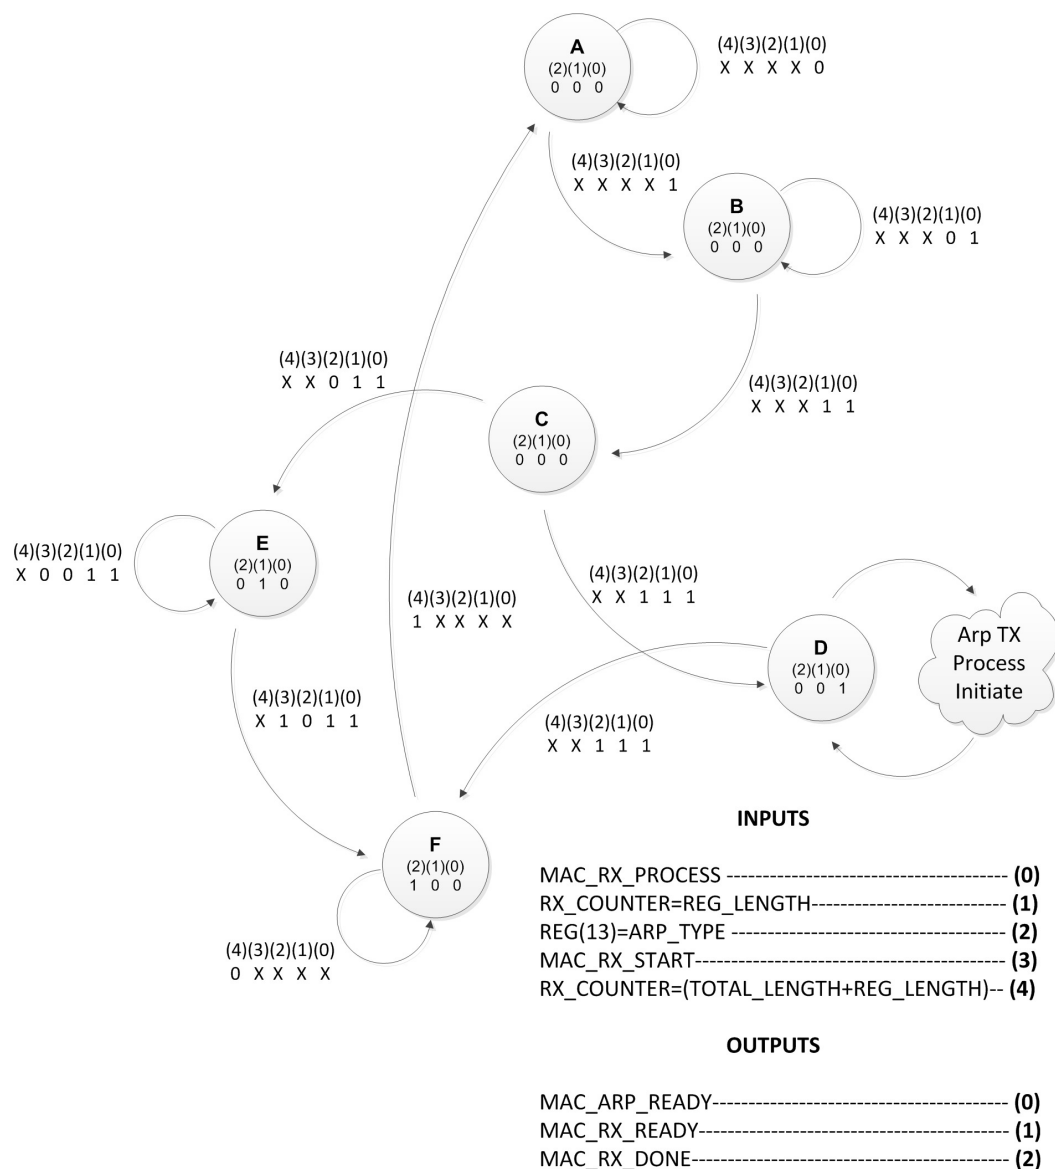 A
(2)(1)(0)
0 0 0
(4)(3)(2)(1)(0)
X X X X 0
(4)(3)(2)(1)(0)
X X X X 1
B
(2)(1)(0)
0 0 0
(4)(3)(2)(1)(0)
X X X 0 1
(4)(3)(2)(1)(0)
X X 0 1 1
(4)(3)(2)(1)(0)
X X X 1 1
C
(2)(1)(0)
0 0 0
E
(2)(1)(0)
0 1 0
(4)(3)(2)(1)(0)
X 0 0 1 1
(4)(3)(2)(1)(0)
1 X X X X
(4)(3)(2)(1)(0)
X X 1 1 1
D
(2)(1)(0)
0 0 1
Arp TX
Process
Initiate
(4)(3)(2)(1)(0)
X 1 0 1 1
(4)(3)(2)(1)(0)
X X 1 1 1
F
(2)(1)(0)
1 0 0
(4)(3)(2)(1)(0)
0 X X X X
INPUTS
MAC_RX_PROCESS --------------------------------------- (0)
RX_COUNTER=REG_LENGTH--------------------------- (1)
REG(13)=ARP_TYPE -------------------------------------- (2)
MAC_RX_START------------------------------------------- (3)
RX_COUNTER=(TOTAL_LENGTH+REG_LENGTH)-- (4)
OUTPUTS
MAC_ARP_READY----------------------------------------- (0)
MAC_RX_READY------------------------------------------- (1)
MAC_RX_DONE-------------------------------------------- (2)